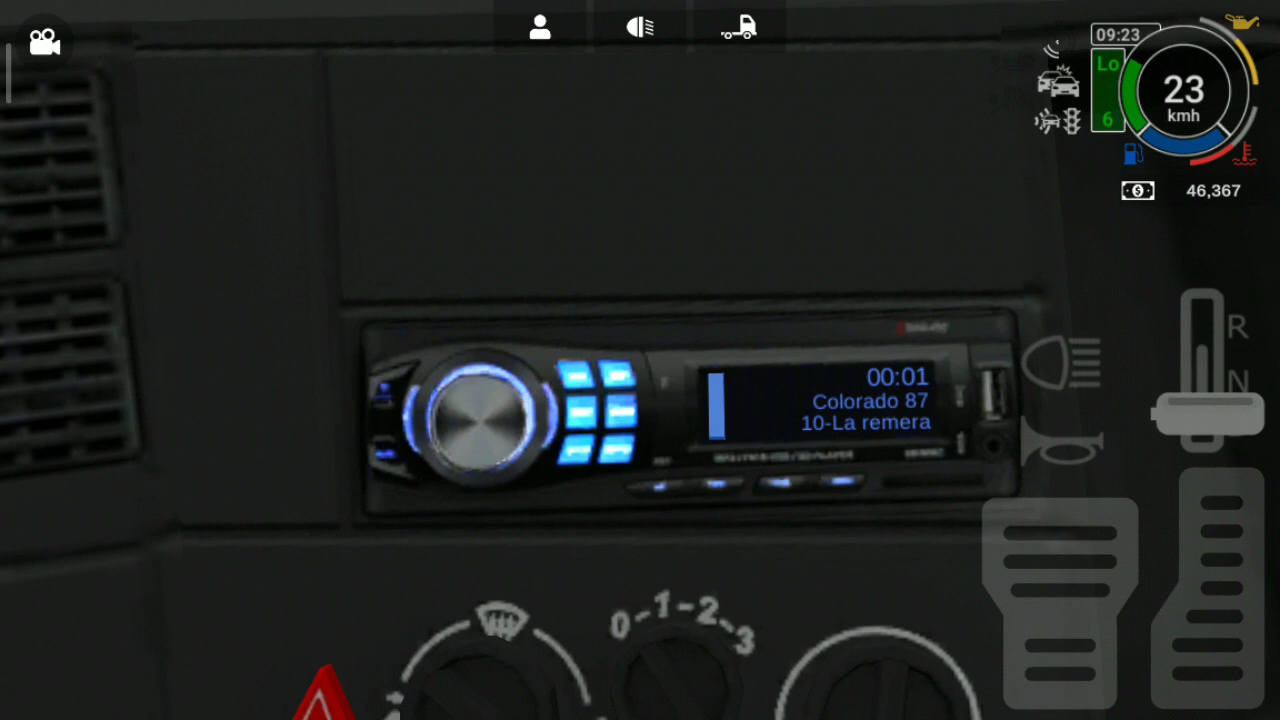 09:23
Lo
6
23
kmh
46,367
R
N
00:01
Colorado 87
10-La remera
0-1-2-3